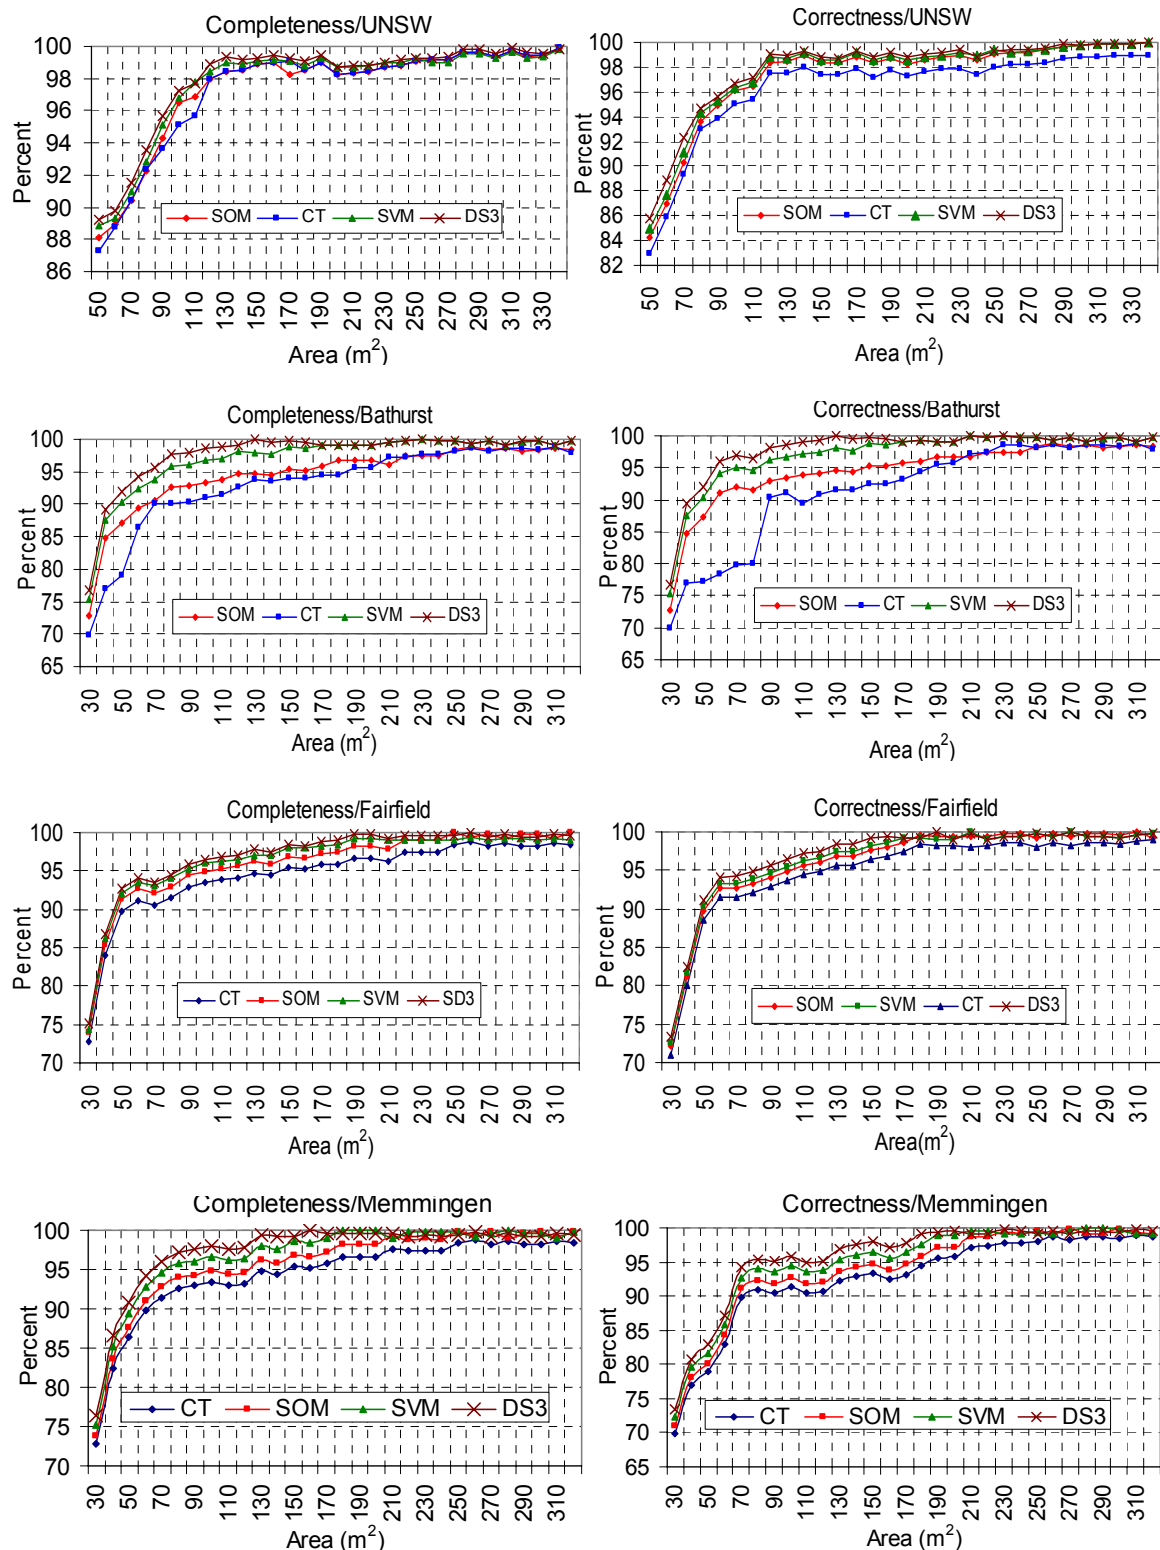 Completeness/UNSW
Percent
100
98
96
94
92
90
88
86
SOM CT SVM DS3
50 70 90 110 130 150 170 190 210 230 250 270 290 310 330
Area (m²)
Correctness/UNSW
Percent
100
98
96
94
92
90
88
86
84
82
SOM CT SVM DS3
50 70 90 110 130 150 170 190 210 230 250 270 290 310 330
Area (m²)
Completeness/Bathurst
Percent
100
95
90
85
80
75
70
65
SOM CT SVM DS3
30 50 70 90 110 130 150 170 190 210 230 250 270 290 310
Area (m²)
Correctness/Bathurst
Percent
100
95
90
85
80
75
70
65
SOM CT SVM DS3
30 50 70 90 110 130 150 170 190 210 230 250 270 290 310
Area (m²)
Completeness/Fairfield
Percent
100
95
90
85
80
75
70
CT SOM SVM SD3
30 50 70 90 110 130 150 170 190 210 230 250 270 290 310
Area (m²)
Correctness/Fairfield
Percent
100
95
90
85
80
75
70
SOM SVM CT DS3
30 50 70 90 110 130 150 170 190 210 230 250 270 290 310
Area(m²)
Completeness/Memmingen
Percent
100
95
90
85
80
75
70
CT SOM SVM DS3
30 50 70 90 110 130 150 170 190 210 230 250 270 290 310
Area (m²)
Correctness/Memmingen
Percent
100
95
90
85
80
75
70
65
CT SOM SVM DS3
30 50 70 90 110 130 150 170 190 210 230 250 270 290 310
Area (m²)